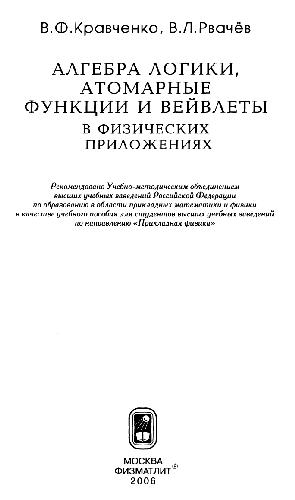 В.Ф.Кравченко, В.Л.Рвачёв
АЛГЕБРА ЛОГИКИ,
АТОМАРНЫЕ
ФУНКЦИИ И ВЕЙВЛЕТЫ
В ФИЗИЧЕСКИХ
ПРИЛОЖЕНИЯХ
Рекомендовано Учебно-методическим объединением
высших учебных заведений Российской Федерации
по образованию в области прикладных математики и физики
в качестве учебного пособия для студентов высших учебных заведений
по направлению «Прикладная физика»
МОСКВА
ФИЗМАТЛИТ®
2006